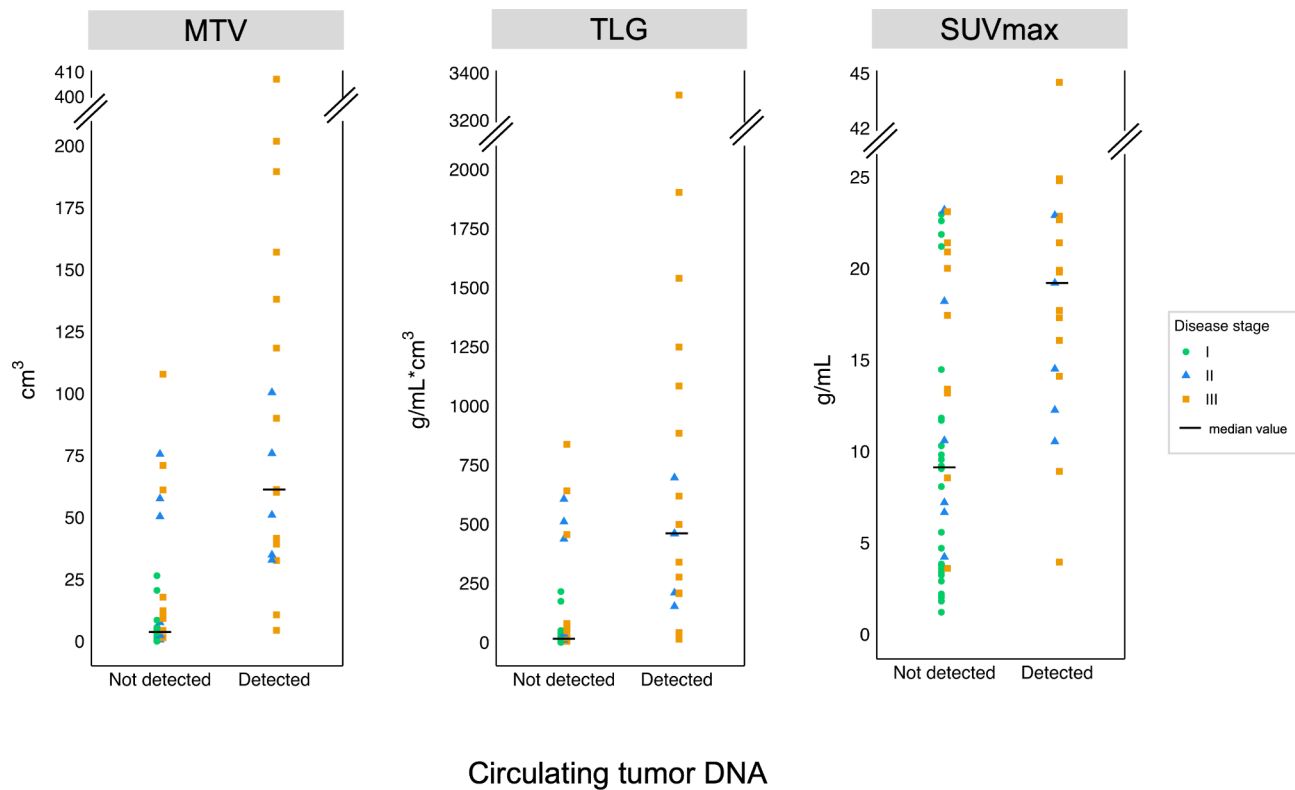 MTV
410
400
200
175
150
125
100
75
50
25
0
cm³
Not detected Detected
TLG
3400
3200
2000
1750
1500
1250
1000
750
500
250
0
g/mL*cm³
Not detected Detected
SUVmax
45
42
25
20
15
10
5
0
g/mL
Not detected Detected
Disease stage
I
II
III
median value
Circulating tumor DNA